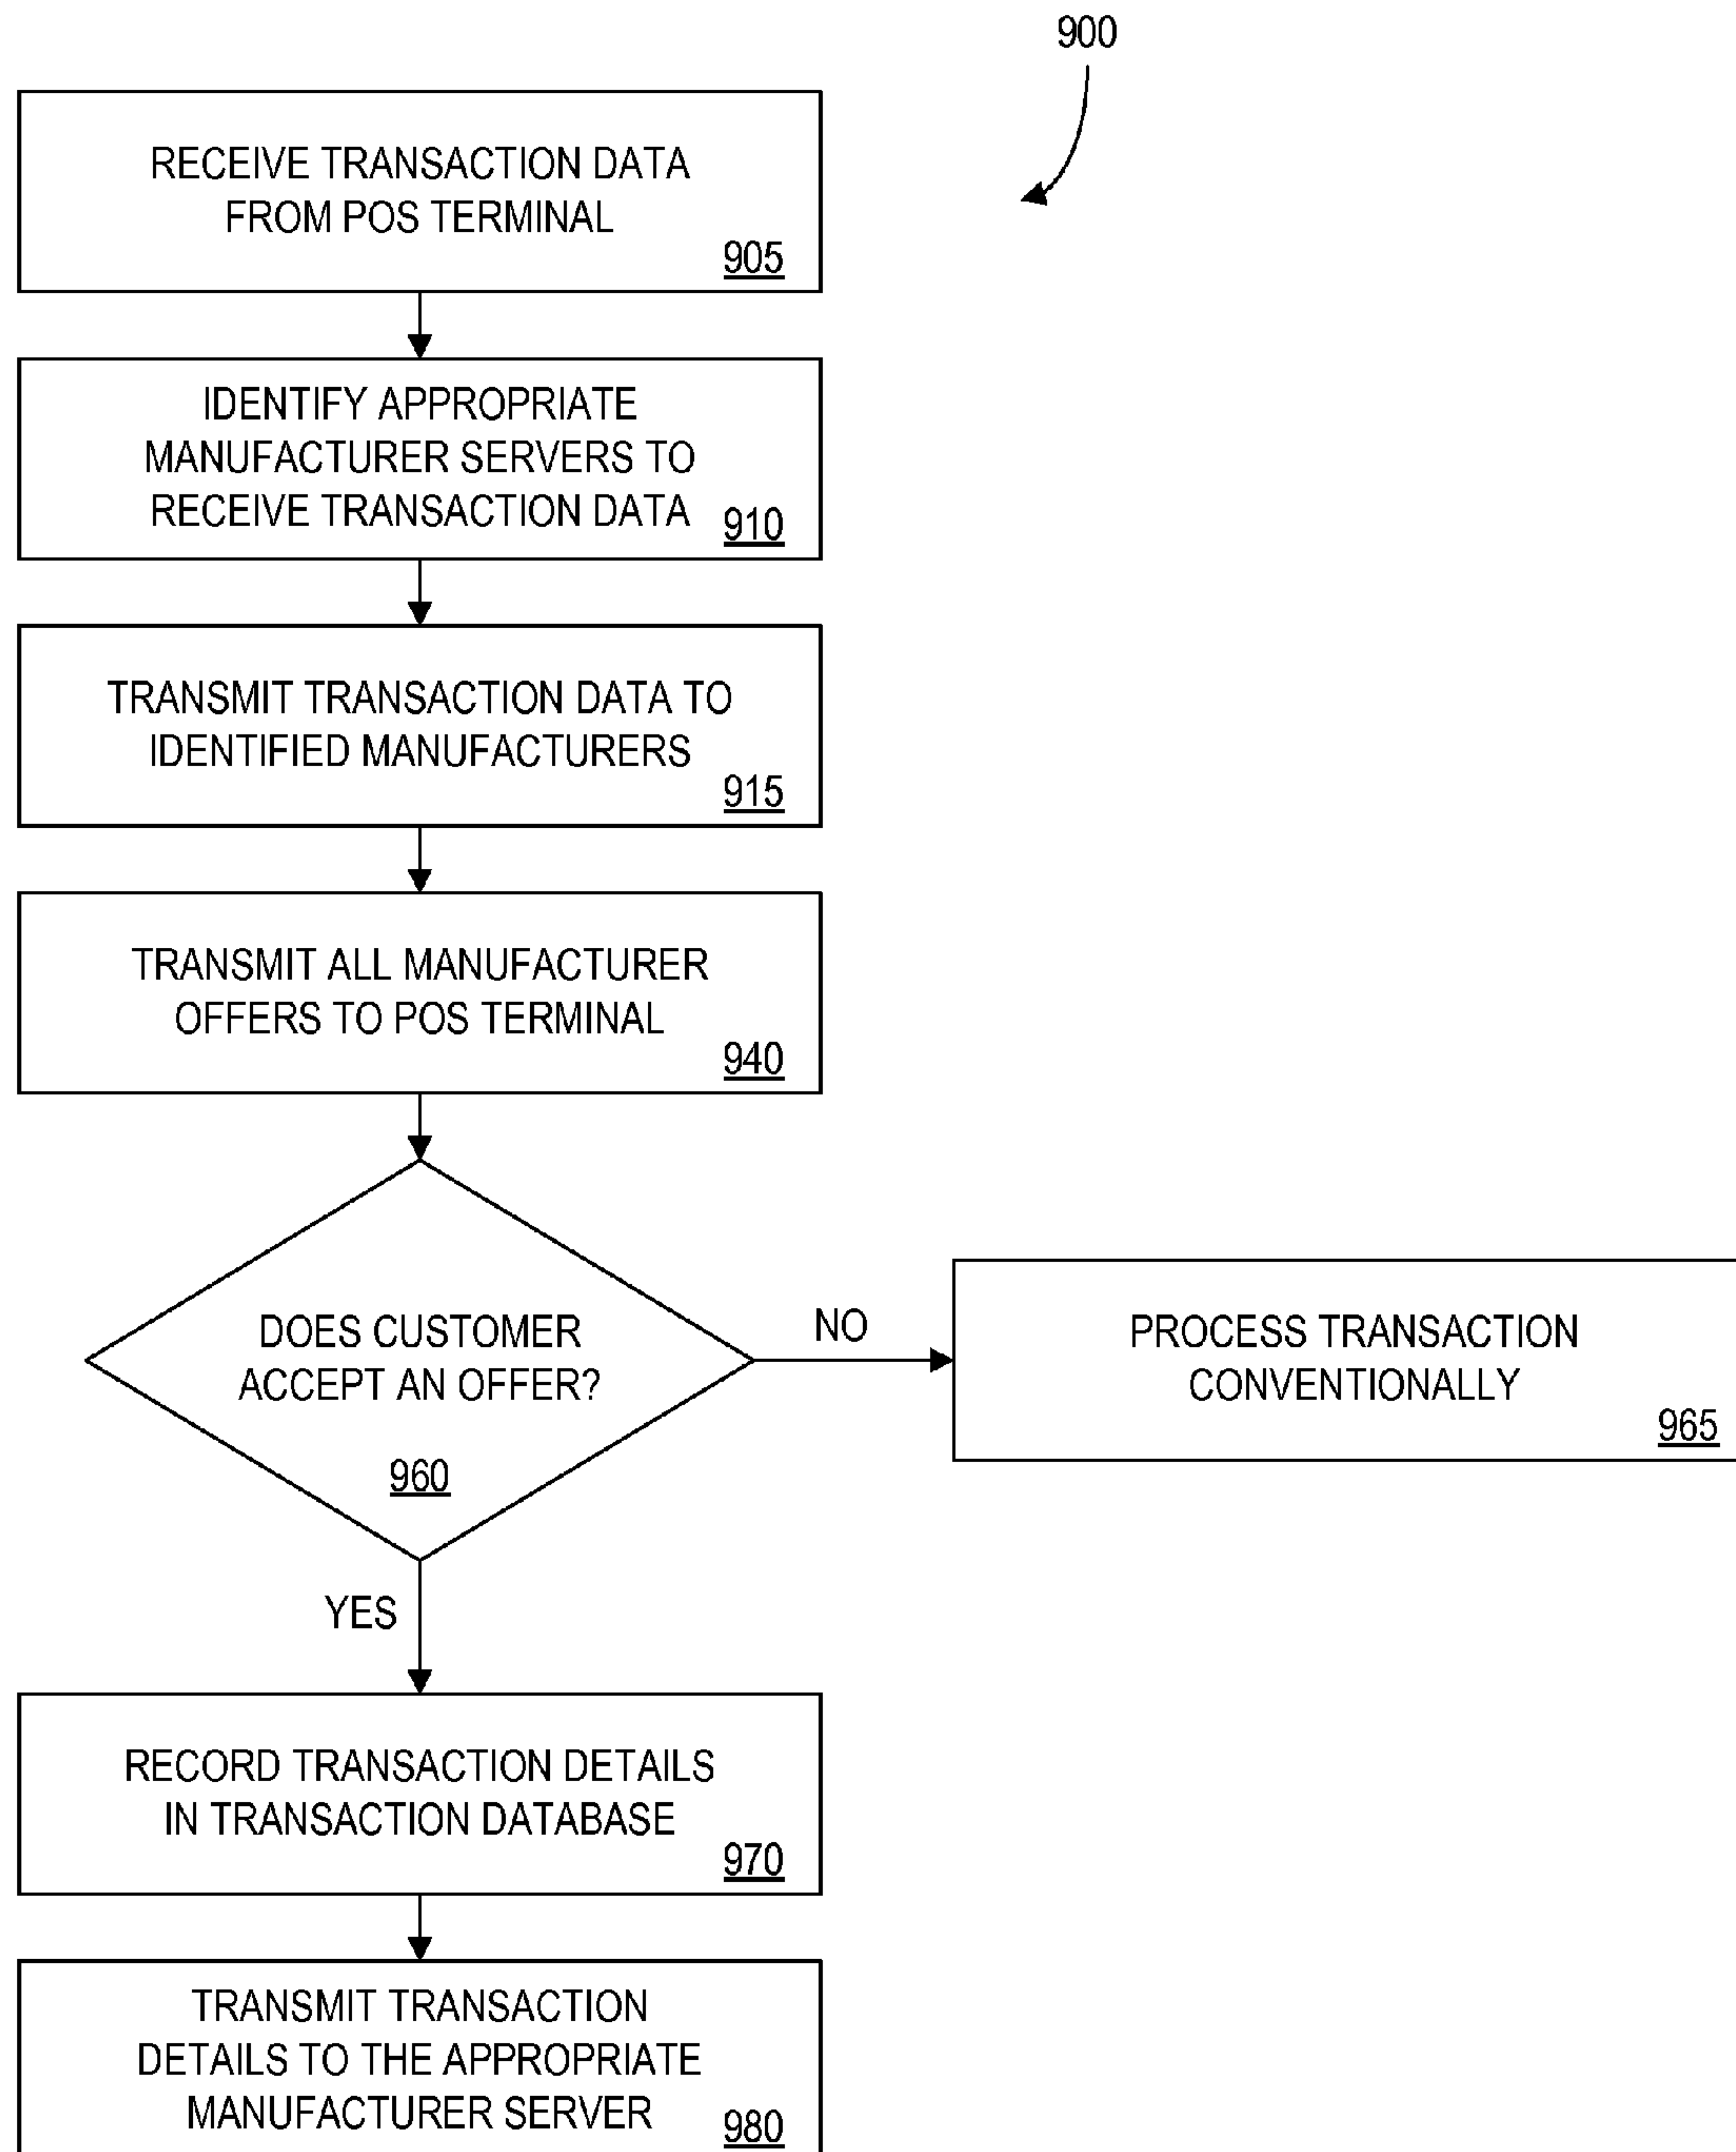 900
RECEIVE TRANSACTION DATA
FROM POS TERMINAL
905
IDENTIFY APPROPRIATE
MANUFACTURER SERVERS TO
RECEIVE TRANSACTION DATA
910
TRANSMIT TRANSACTION DATA TO
IDENTIFIED MANUFACTURERS
915
TRANSMIT ALL MANUFACTURER
OFFERS TO POS TERMINAL
940
DOES CUSTOMER
ACCEPT AN OFFER?
960
NO
PROCESS TRANSACTION
CONVENTIONALLY
965
YES
RECORD TRANSACTION DETAILS
IN TRANSACTION DATABASE
970
TRANSMIT TRANSACTION
DETAILS TO THE APPROPRIATE
MANUFACTURER SERVER
980